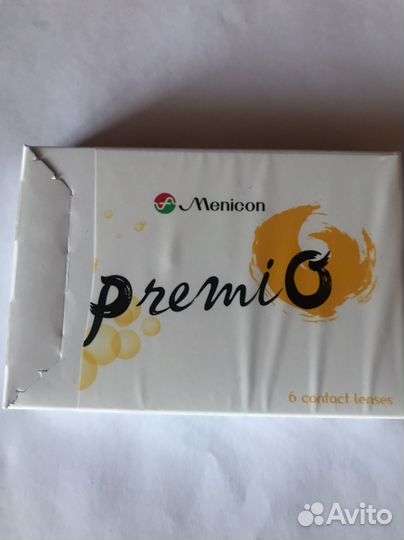 Menicon
premiO
6 contact lenses
Avito